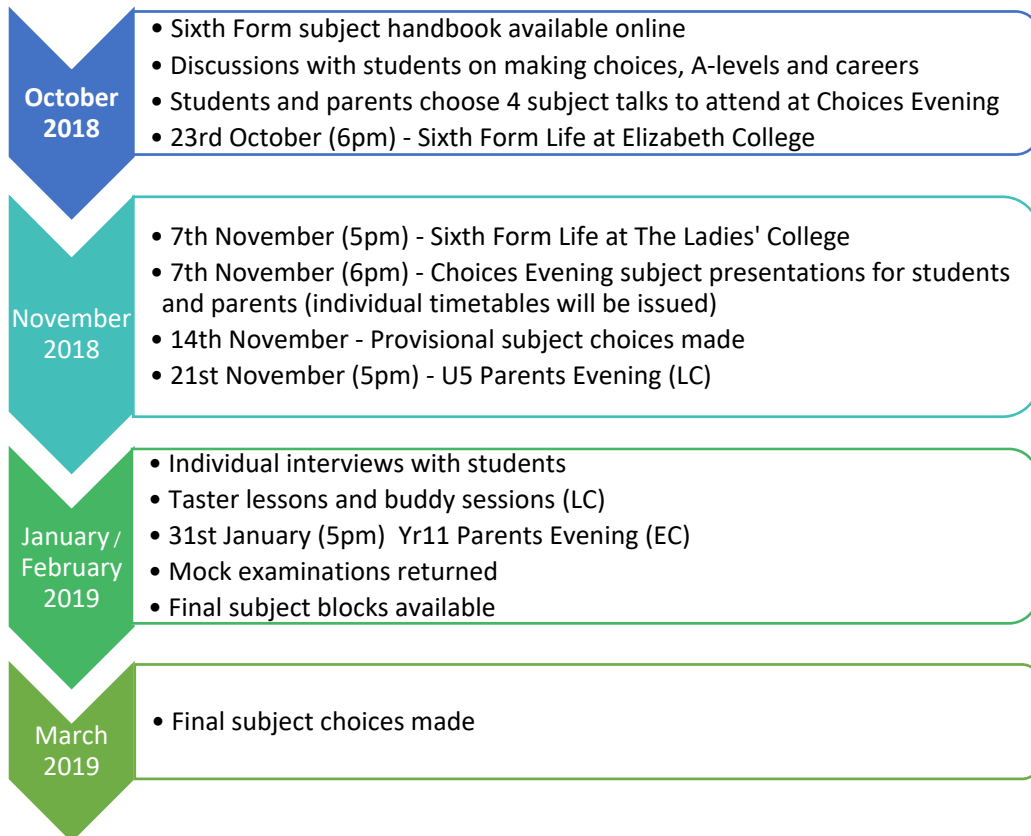 October
2018
• Sixth Form subject handbook available online
• Discussions with students on making choices, A-levels and careers
• Students and parents choose 4 subject talks to attend at Choices Evening
• 23rd October (6pm) - Sixth Form Life at Elizabeth College
November
2018
• 7th November (5pm) - Sixth Form Life at The Ladies' College
• 7th November (6pm) - Choices Evening subject presentations for students
and parents (individual timetables will be issued)
• 14th November - Provisional subject choices made
• 21st November (5pm) - U5 Parents Evening (LC)
January /
February
2019
• Individual interviews with students
• Taster lessons and buddy sessions (LC)
• 31st January (5pm)  Yr11 Parents Evening (EC)
• Mock examinations returned
• Final subject blocks available
March
2019
• Final subject choices made